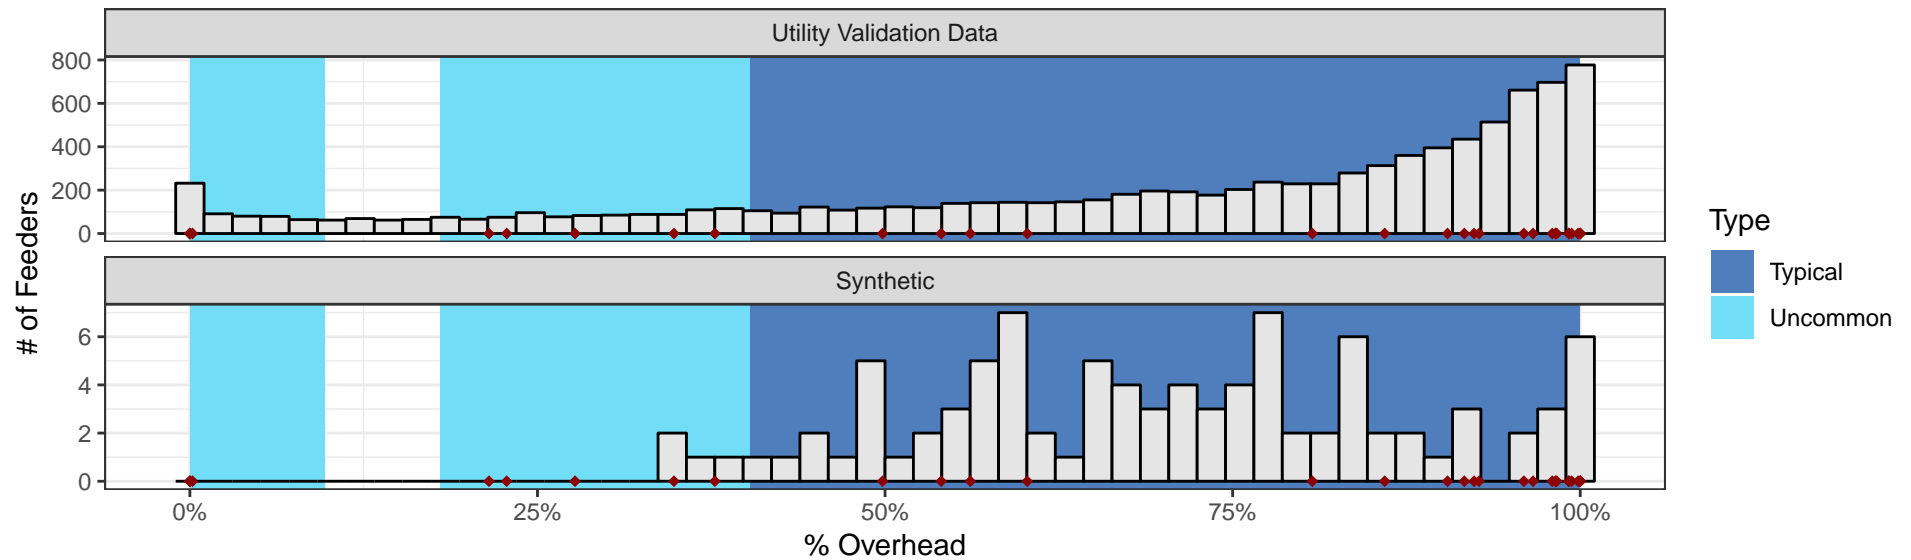 Utility Validation Data
800
600
400
200
0
Synthetic
6
4
2
0
0%
25%
50%
75%
100%
% Overhead
# of Feeders
Type
Typical
Uncommon